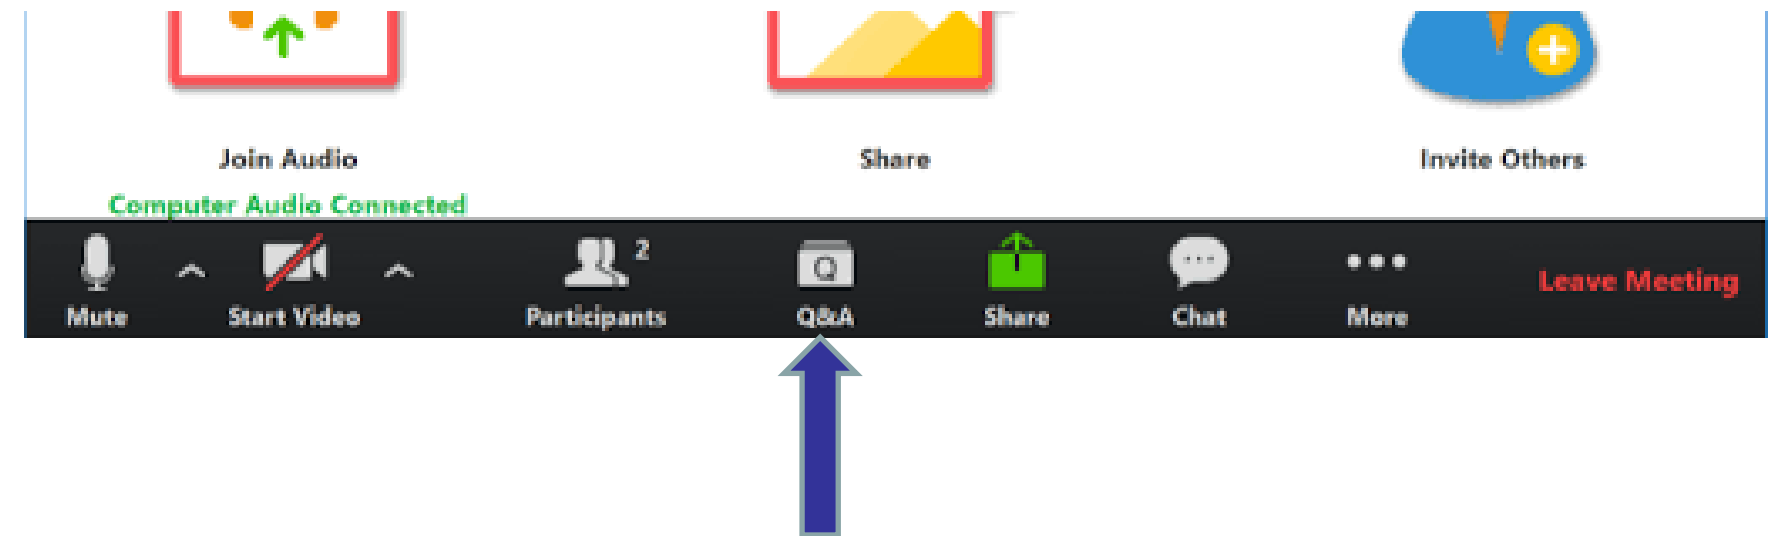 Join Audio
Share
Invite Others
Computer Audio Connected
2
Q
Mute
Start Video
Participants
Q&A
Share
Chat
More
Leave Meeting